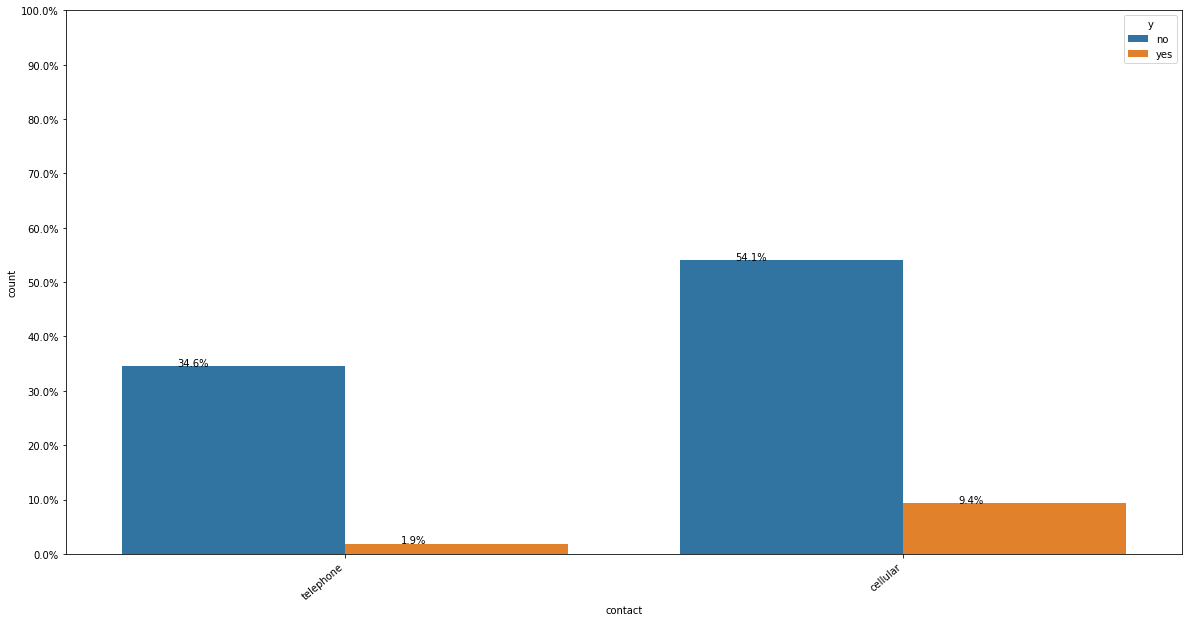 100.0%
90.0%
80.0%
70.0%
60.0%
50.0%
40.0%
30.0%
20.0%
10.0%
0.0%
count
y
no
yes
34.6%
1.9%
54.1%
9.4%
telephone
cellular
contact